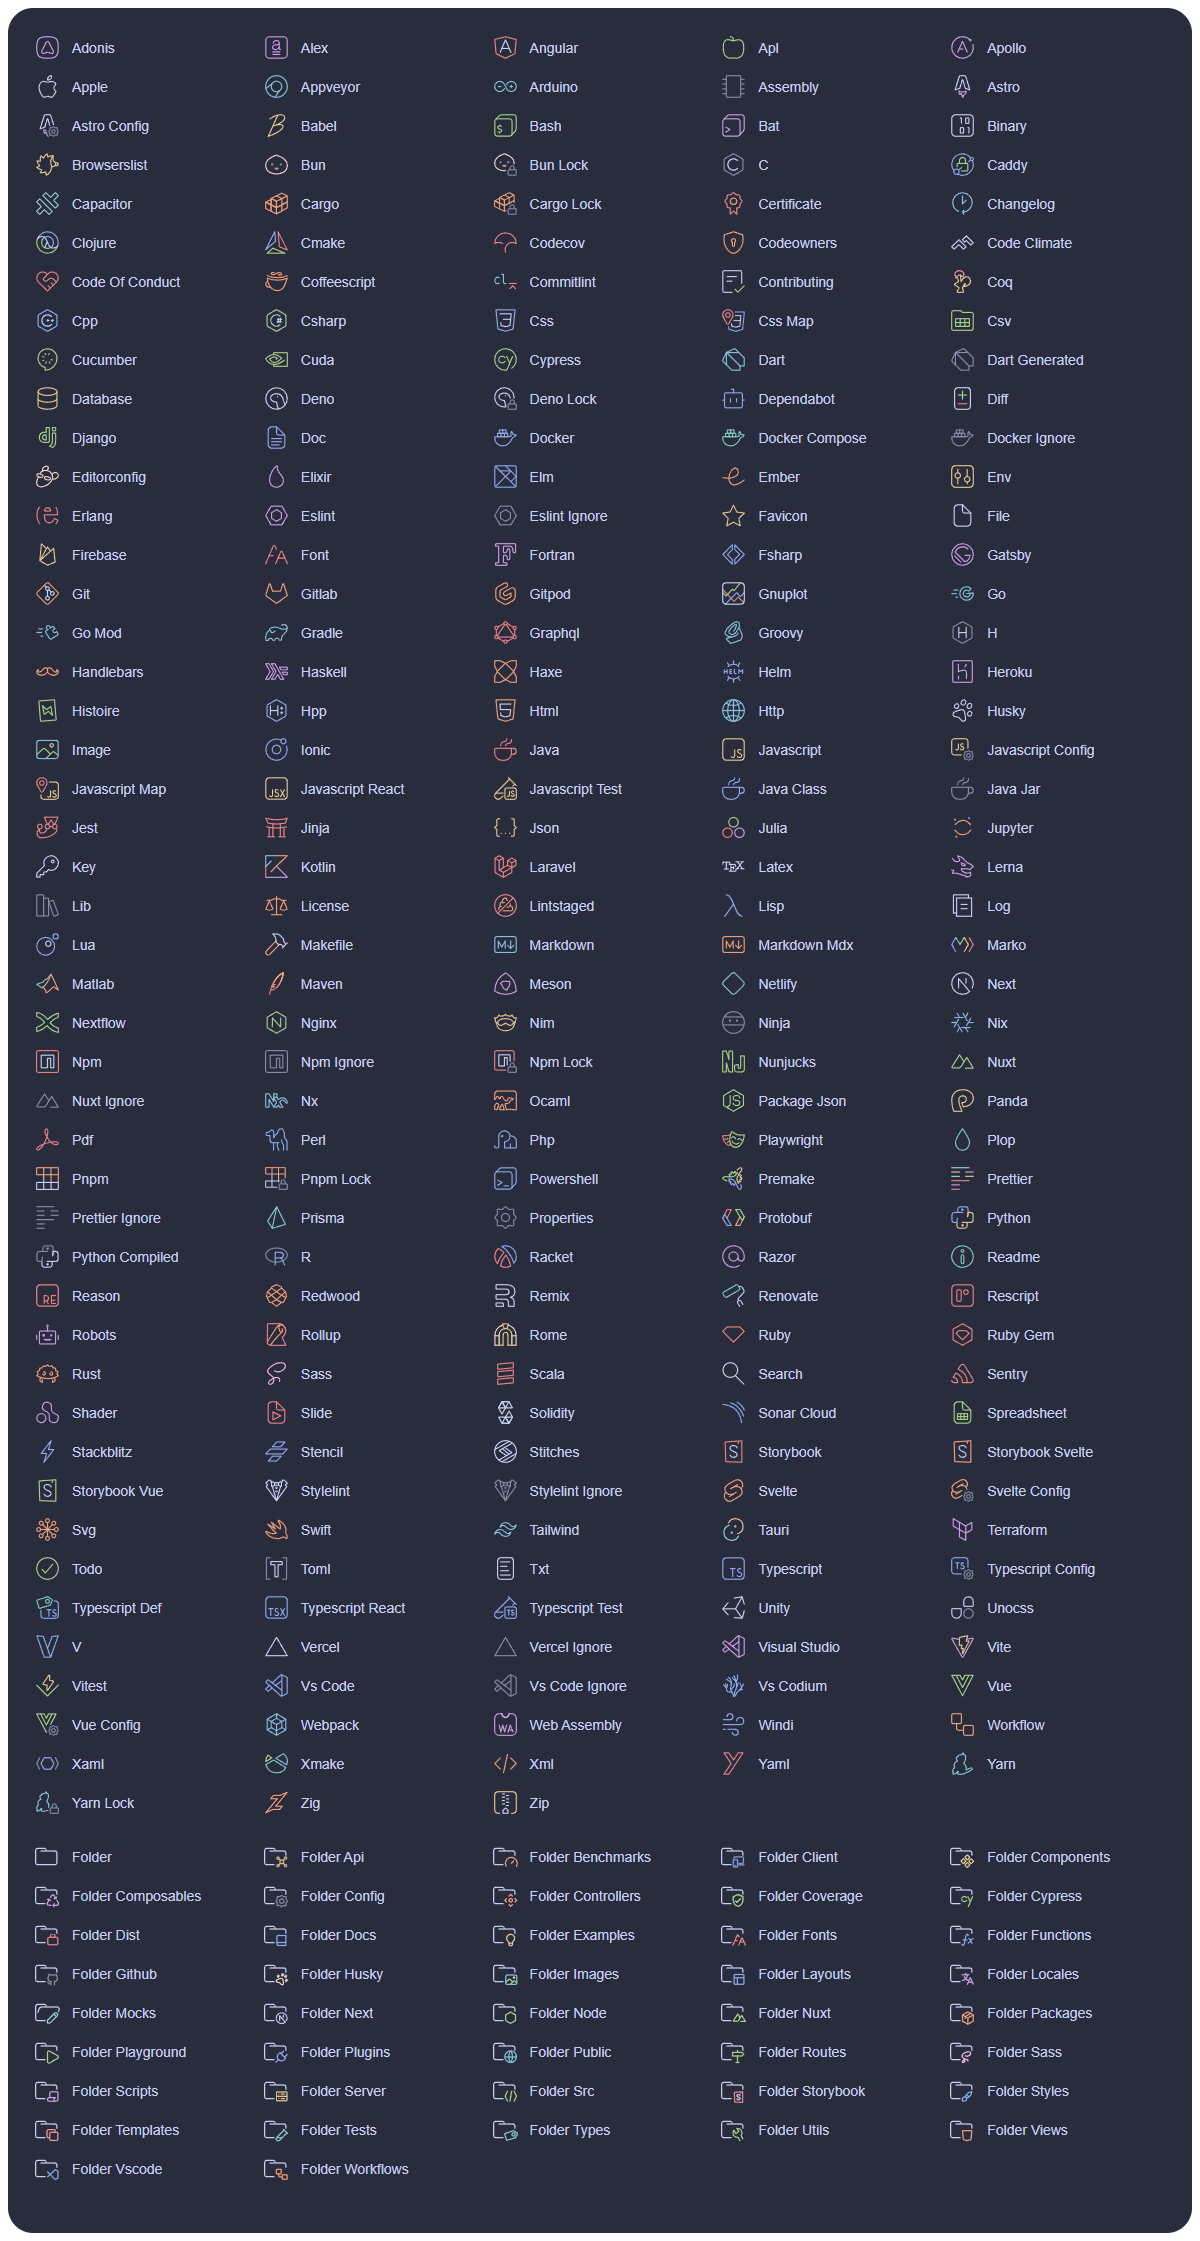 Adonis Alex Angular Apl Apollo
Apple Appveyor Arduino Assembly Astro
Astro Config Babel Bash Bat Binary
Browserslist Bun Bun Lock C Caddy
Capacitor Cargo Cargo Lock Certificate Changelog
Clojure Cmake Codecov Codeowners Code Climate
Code Of Conduct Coffeescript Commitlint Contributing Coq
Cpp Csharp Css Css Map Csv
Cucumber Cuda Cypress Dart Dart Generated
Database Deno Deno Lock Dependabot Diff
Django Doc Docker Docker Compose Docker Ignore
Editorconfig Elixir Elm Ember Env
Erlang Eslint Eslint Ignore Favicon File
Firebase Font Fortran Fsharp Gatsby
Git Gitlab Gitpod Gnuplot Go
Go Mod Gradle Graphql Groovy H
Handlebars Haskell Haxe Helm Heroku
Histoire Hpp Html Http Husky
Image Ionic Java Javascript Javascript Config
Javascript Map Javascript React Javascript Test Java Class Java Jar
Jest Jinja Json Julia Jupyter
Key Kotlin Laravel Latex Lerna
Lib License Lintstaged Lisp Log
Lua Makefile Markdown Markdown Mdx Marko
Matlab Maven Meson Netlify Next
Nextflow Nginx Nim Ninja Nix
Npm Npm Ignore Npm Lock Nunjucks Nuxt
Nuxt Ignore Nx Ocaml Package Json Panda
Pdf Perl Php Playwright Plop
Pnpm Pnpm Lock Powershell Premake Prettier
Prettier Ignore Prisma Properties Protobuf Python
Python Compiled R Racket Razor Readme
Reason Redwood Remix Renovate Rescript
Robots Rollup Rome Ruby Ruby Gem
Rust Sass Scala Search Sentry
Shader Slide Solidity Sonar Cloud Spreadsheet
Stackblitz Stencil Stitches Storybook Storybook Svelte
Storybook Vue Stylelint Stylelint Ignore Svelte Svelte Config
Svg Swift Tailwind Tauri Terraform
Todo Toml Txt Typescript Typescript Config
Typescript Def Typescript React Typescript Test Unity Unocss
V Vercel Vercel Ignore Visual Studio Vite
Vitest Vs Code Vs Code Ignore Vs Codium Vue
Vue Config Webpack Web Assembly Windi Workflow
Xaml Xmake Xml Yaml Yarn
Yarn Lock Zig Zip
Folder Folder Api Folder Benchmarks Folder Client Folder Components
Folder Composables Folder Config Folder Controllers Folder Coverage Folder Cypress
Folder Dist Folder Docs Folder Examples Folder Fonts Folder Functions
Folder Github Folder Husky Folder Images Folder Layouts Folder Locales
Folder Mocks Folder Next Folder Node Folder Nuxt Folder Packages
Folder Playground Folder Plugins Folder Public Folder Routes Folder Sass
Folder Scripts Folder Server Folder Src Folder Storybook Folder Styles
Folder Templates Folder Tests Folder Types Folder Utils Folder Views
Folder Vscode Folder Workflows